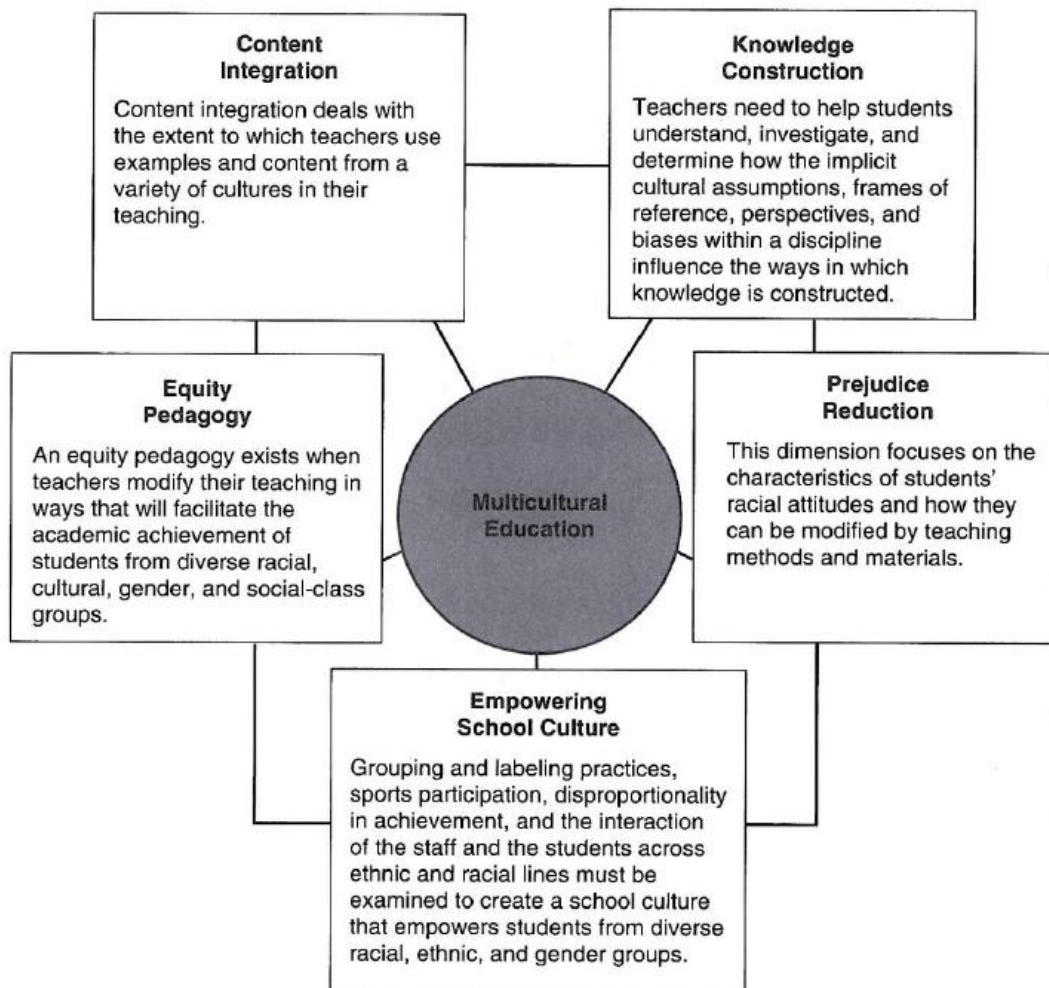 Content
Integration
Content integration deals with
the extent to which teachers use
examples and content from a
variety of cultures in their
teaching.
Knowledge
Construction
Teachers need to help students
understand, investigate, and
determine how the implicit
cultural assumptions, frames of
reference, perspectives, and
biases within a discipline
influence the ways in which
knowledge is constructed.
Equity
Pedagogy
An equity pedagogy exists when
teachers modify their teaching in
ways that will facilitate the
academic achievement of
students from diverse racial,
cultural, gender, and social-class
groups.
Multicultural
Education
Prejudice
Reduction
This dimension focuses on the
characteristics of students'
racial attitudes and how they
can be modified by teaching
methods and materials.
Empowering
School Culture
Grouping and labeling practices,
sports participation, disproportionality
in achievement, and the interaction
of the staff and the students across
ethnic and racial lines must be
examined to create a school culture
that empowers students from diverse
racial, ethnic, and gender groups.